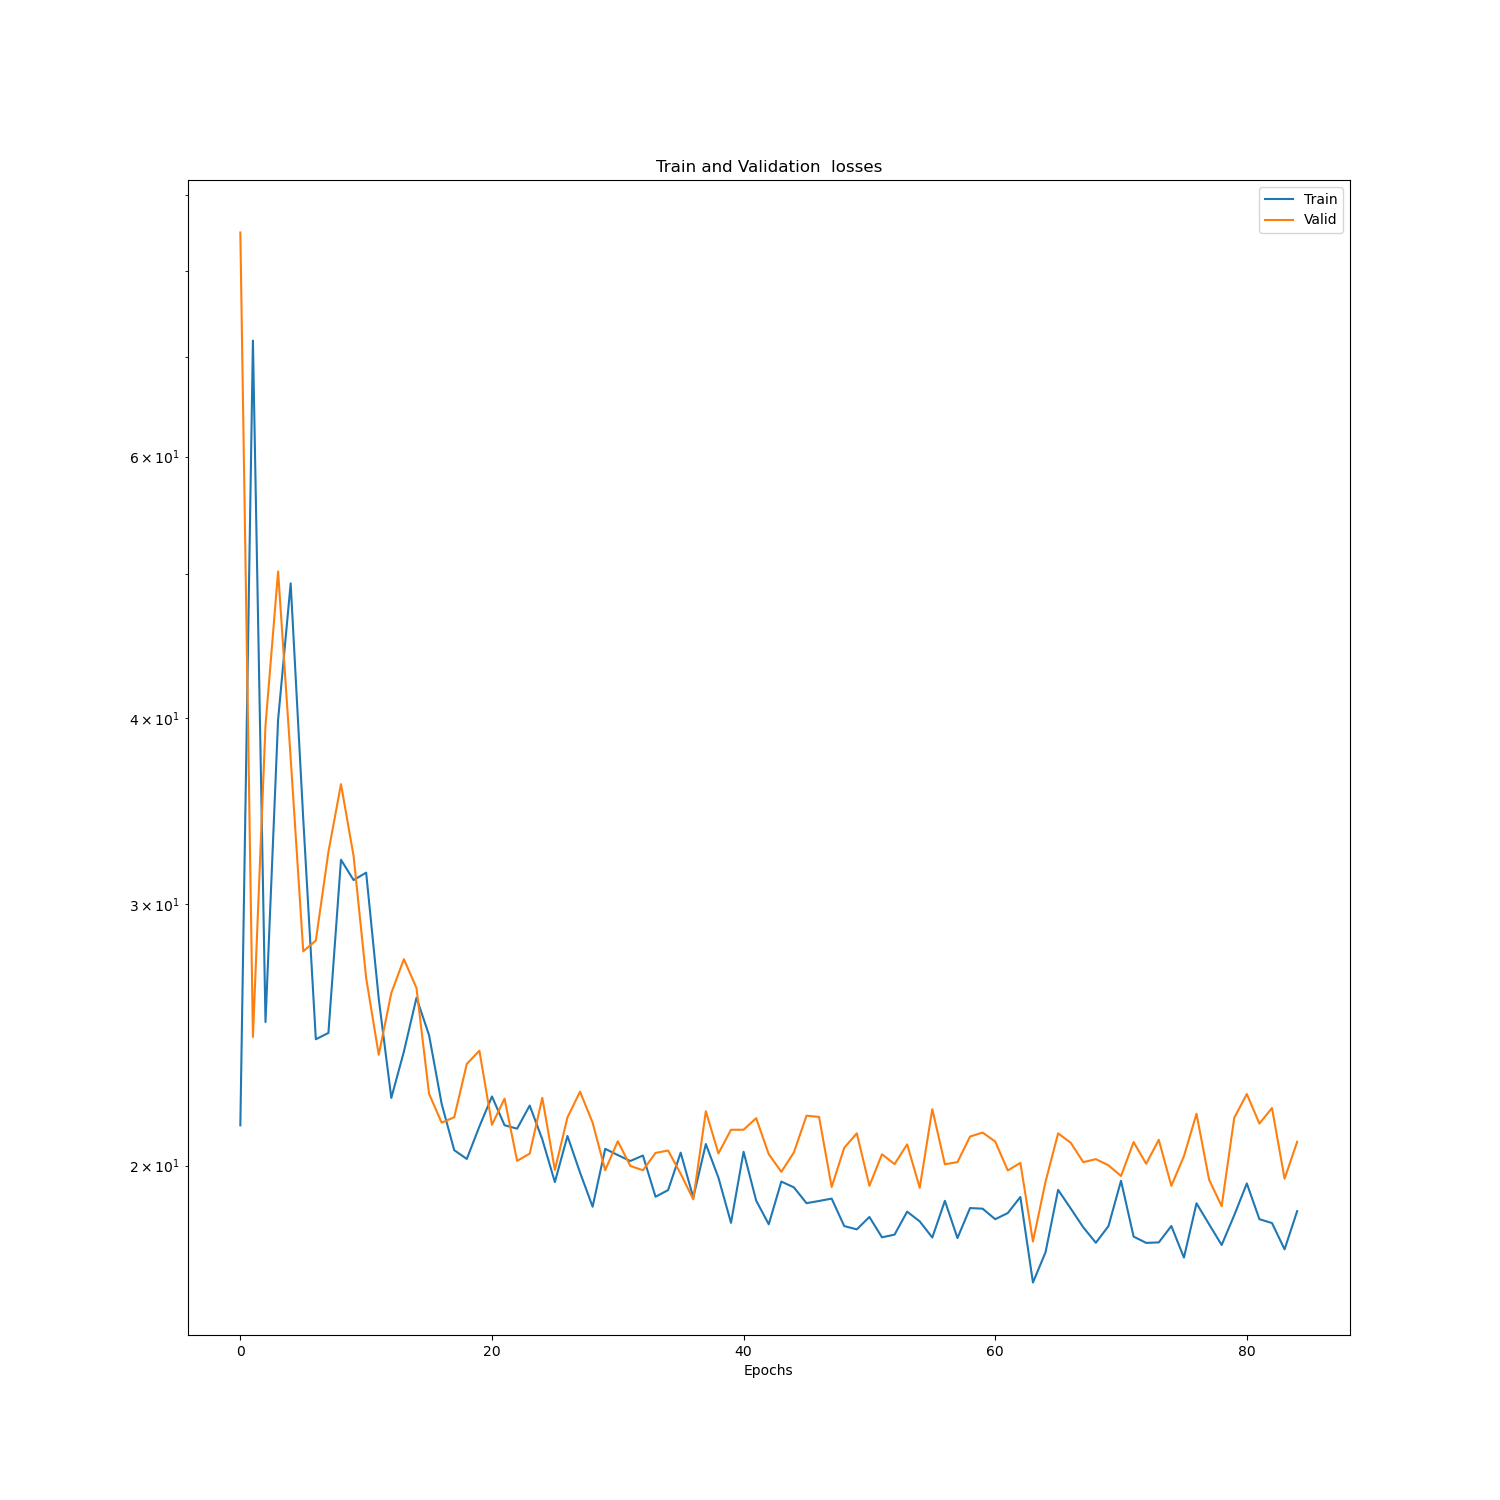 Train and Validation  losses
Train
Valid
6 × 10¹
4 × 10¹
3 × 10¹
2 × 10¹
0 20 40 60 80
Epochs